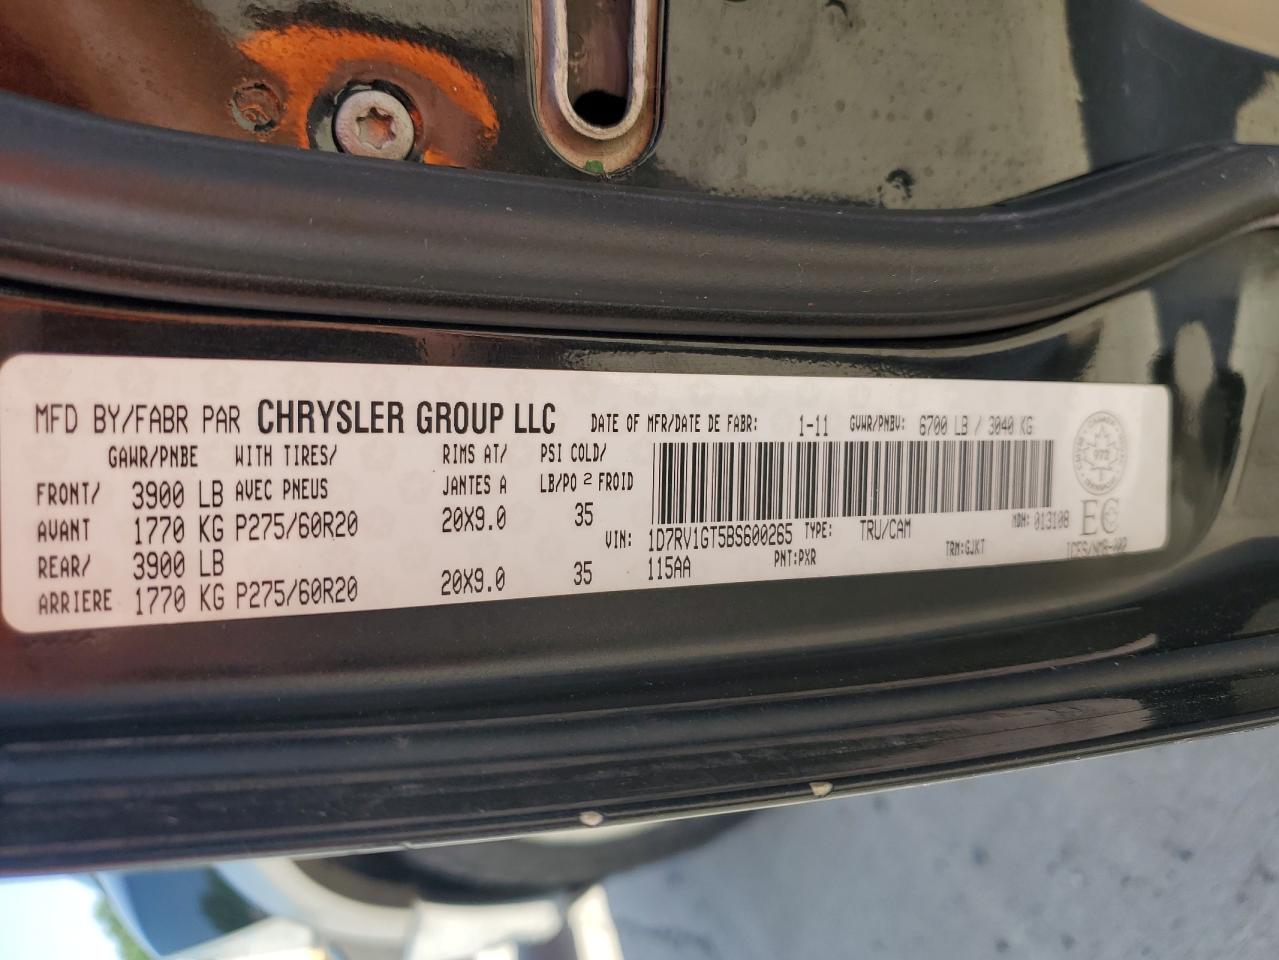 MFD BY/FABR PAR CHRYSLER GROUP LLC DATE OF MFR/DATE DE FABR: 1-11 GVWR/PNBV: 6700 LB / 3040 KG
GAWR/PNBE WITH TIRES/ RIMS AT/ PSI COLD/
FRONT/ 3900 LB AVEC PNEUS JANTES A LB/PO 2 FROID
AVANT 1770 KG P275/60R20 20X9.0 35
VIN: 1D7RV1GT5BS600265 TYPE: TRU/CAM MDH: 013108
REAR/ 3900 LB
115AA PNT:PXR TRM:GJKT
ARRIERE 1770 KG P275/60R20 20X9.0 35
972
EC